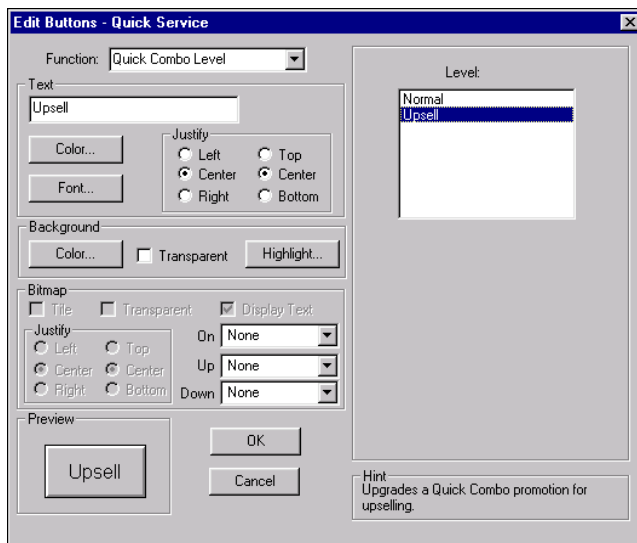 Edit Buttons - Quick Service
Function: Quick Combo Level
Text
Upsell
Color...
Font...
Justify
Left
Top
Center
Center
Right
Bottom
Background
Color...
Transparent
Highlight...
Bitmap
Tile
Transparent
Display Text
Justify
Left
Top
Center
Center
Right
Bottom
On None
Up None
Down None
Preview
Upsell
OK
Cancel
Level:
Normal
Upsell
Hint
Upgrades a Quick Combo promotion for
upselling.